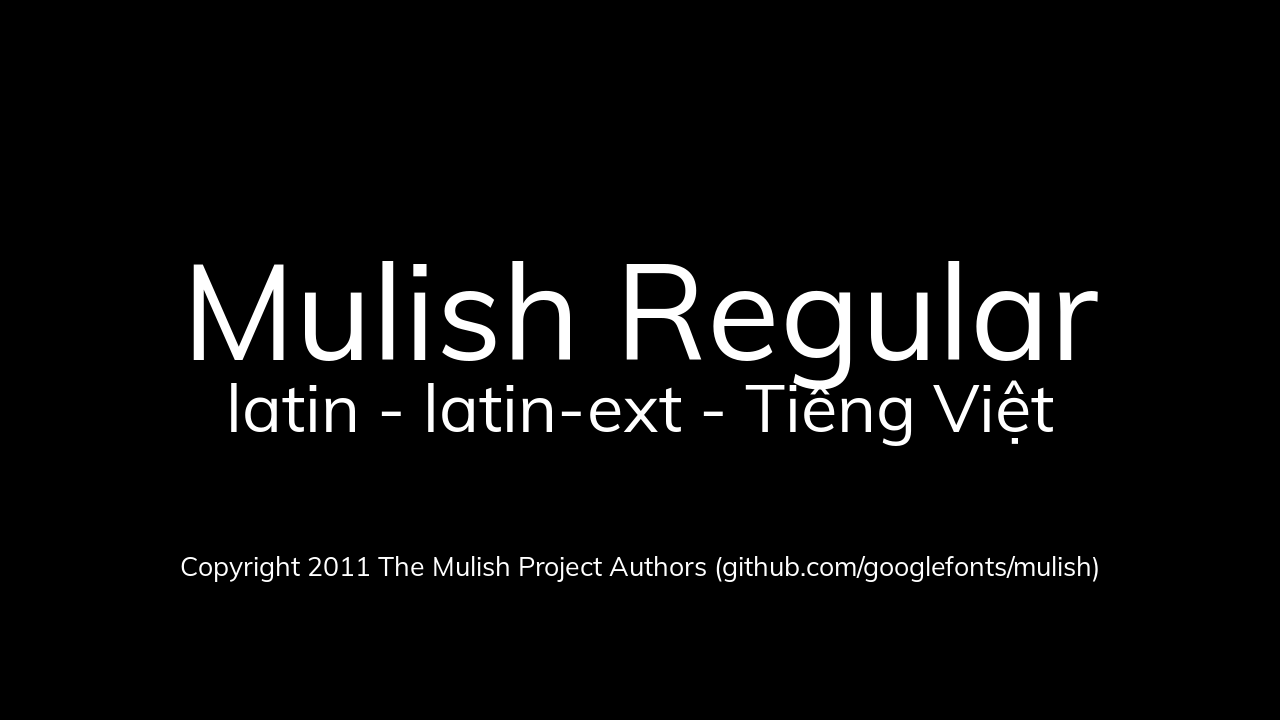 Mulish Regular
latin - latin-ext - Tiếng Việt
Copyright 2011 The Mulish Project Authors (github.com/googlefonts/mulish)